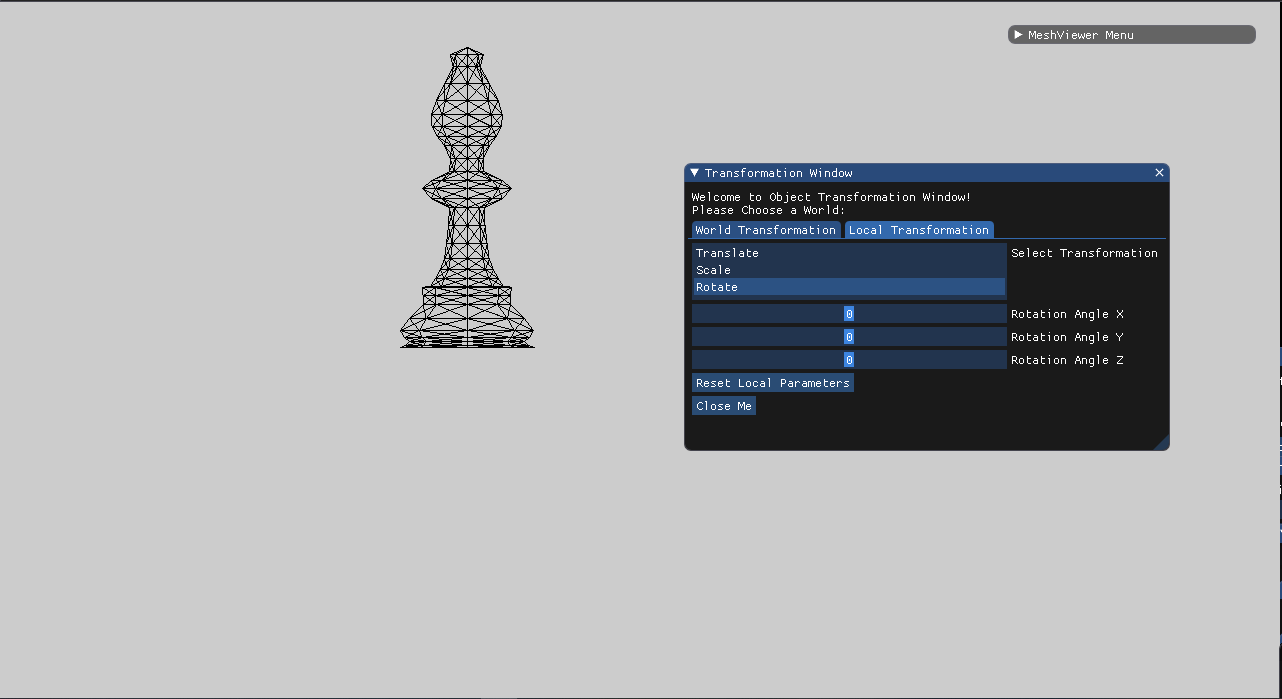 MeshViewer Menu
Transformation Window
Welcome to Object Transformation Window!
Please Choose a World:
World Transformation Local Transformation
Translate Select Transformation
Scale
Rotate
0 Rotation Angle X
0 Rotation Angle Y
0 Rotation Angle Z
Reset Local Parameters
Close Me